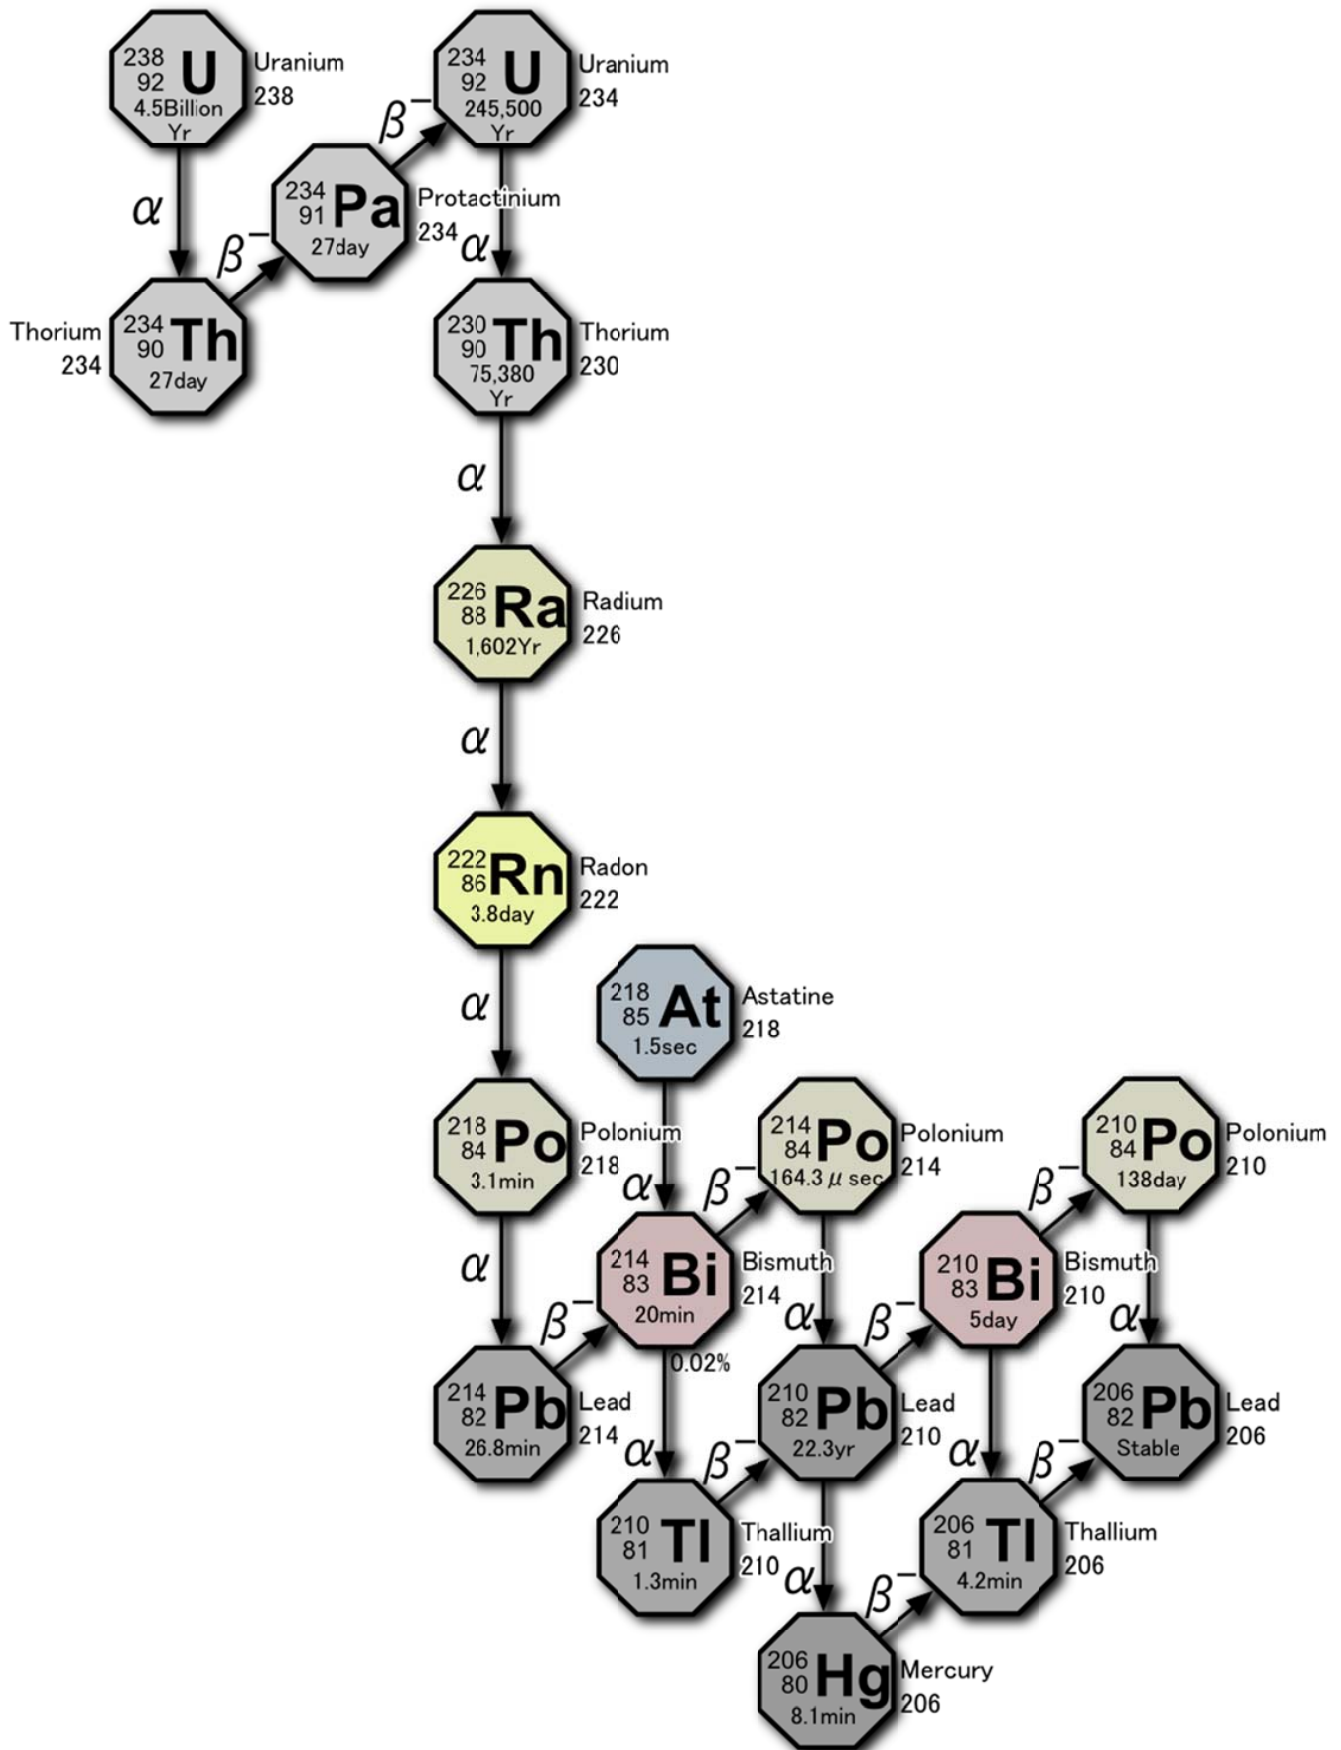 238
92 U
4.5Billion
Yr
Uranium
238
234
92 U
245,500
Yr
Uranium
234
β−
234
91 Pa
27day
Protactinium
234
α
β−
α
234
90 Th
27day
Thorium
234
230
90 Th
75,380
Yr
Thorium
230
α
226
88 Ra
1,602Yr
Radium
226
α
222
86 Rn
3.8day
Radon
222
α
218
85 At
1.5sec
Astatine
218
218
84 Po
3.1min
Polonium
218
α
β−
214
84 Po
164.3 μ sec
Polonium
214
β−
210
84 Po
138day
Polonium
210
α
214
83 Bi
20min
Bismuth
214
0.02%
β−
α
β−
210
83 Bi
5day
Bismuth
210
α
214
82 Pb
26.8min
Lead
214
α
β−
210
82 Pb
22.3yr
Lead
210
α
β−
206
82 Pb
Stable
Lead
206
210
81 Tl
1.3min
Thallium
210
α
β−
206
81 Tl
4.2min
Thallium
206
206
80 Hg
8.1min
Mercury
206